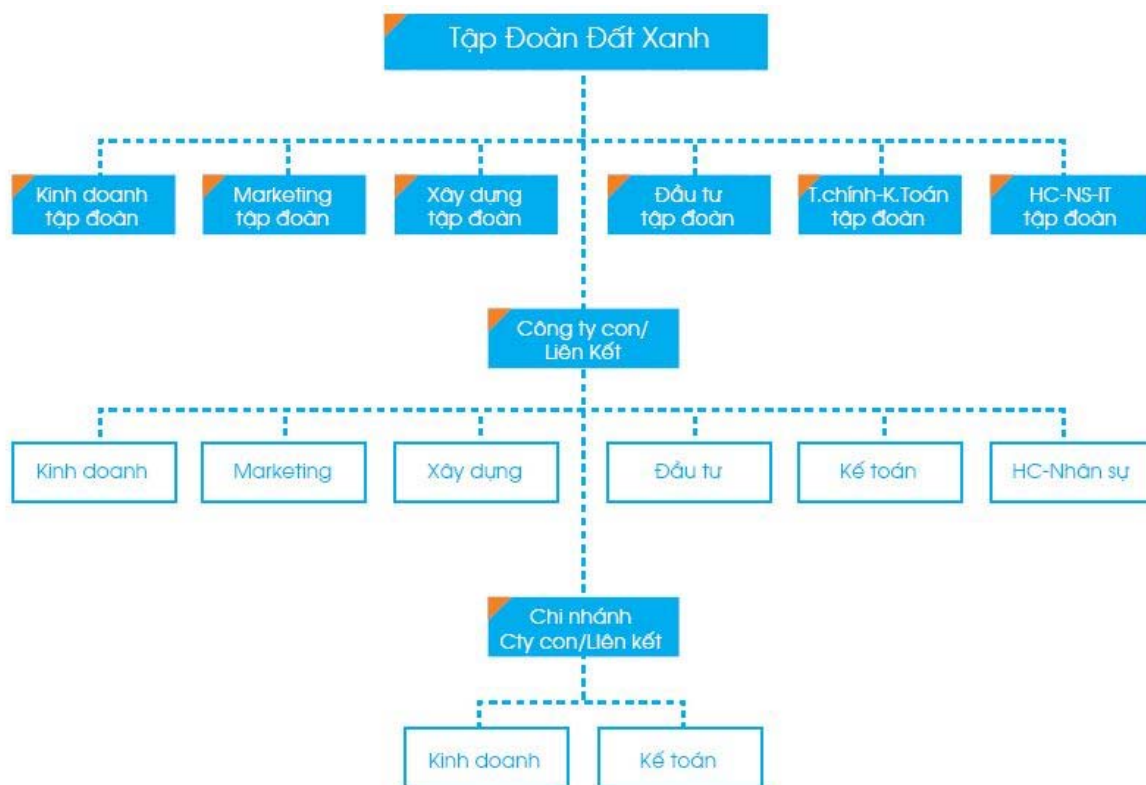 Tập Đoàn Đất Xanh
Kinh doanh
tập đoàn
Marketing
tập đoàn
Xây dựng
tập đoàn
Đầu tư
tập đoàn
T.chính-K.Toán
tập đoàn
HC-NS-IT
tập đoàn
Công ty con/
Liên Kết
Kinh doanh
Marketing
Xây dựng
Đầu tư
Kế toán
HC-Nhân sự
Chi nhánh
Cty con/Liên kết
Kinh doanh
Kế toán